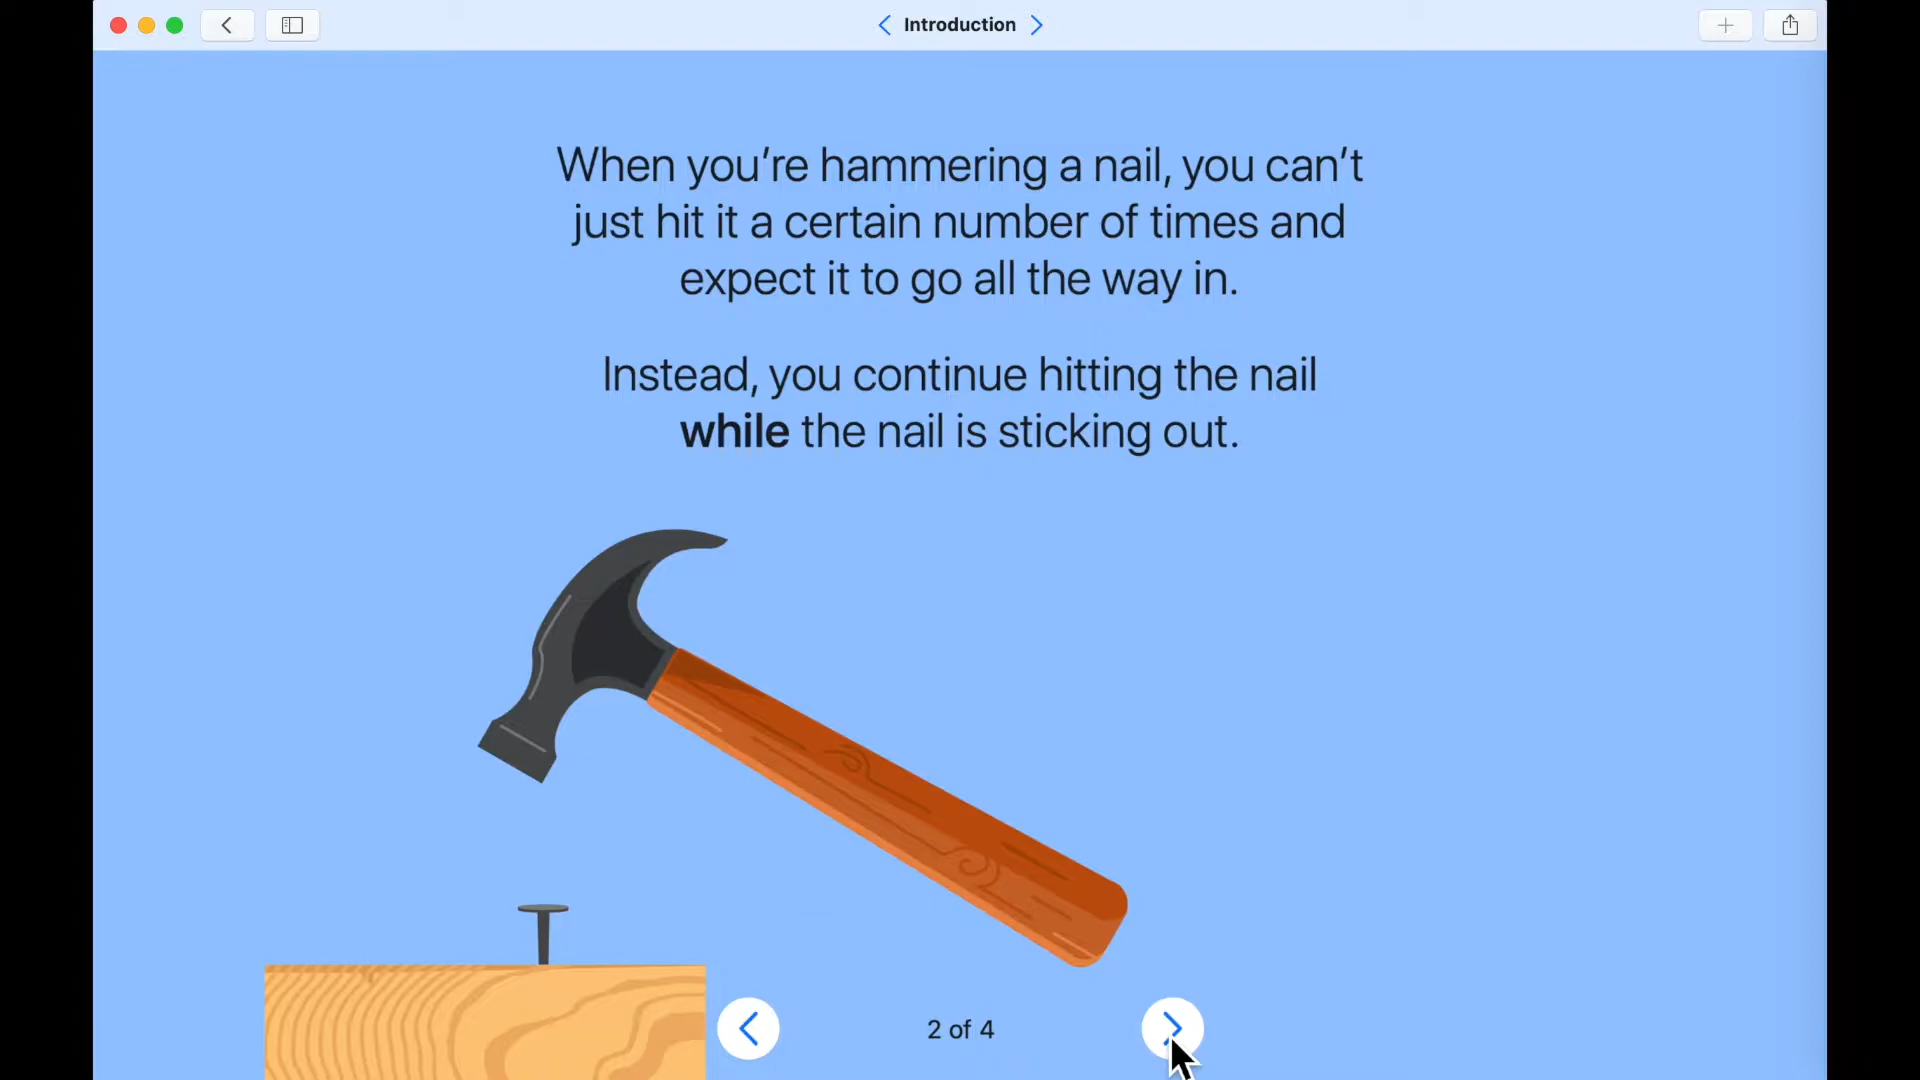 Introduction
When you’re hammering a nail, you can’t
just hit it a certain number of times and
expect it to go all the way in.
Instead, you continue hitting the nail
while the nail is sticking out.
2 of 4